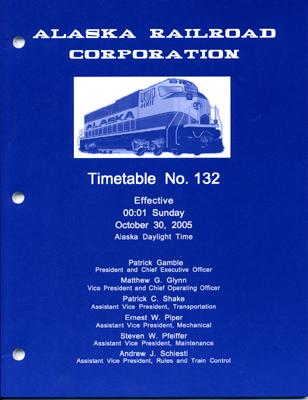 ALASKA RAILROAD
CORPORATION
ALASKA
Timetable No. 132
Effective
00:01 Sunday
October 30, 2005
Alaska Daylight Time
Patrick Gamble
President and Chief Executive Officer
Matthew G. Glynn
Vice President and Chief Operating Officer
Patrick C. Shake
Assistant Vice President, Transportation
Ernest W. Piper
Assistant Vice President, Mechanical
Steven W. Pfeiffer
Assistant Vice President, Maintenance
Andrew J. Schiestl
Assistant Vice President, Rules and Train Control